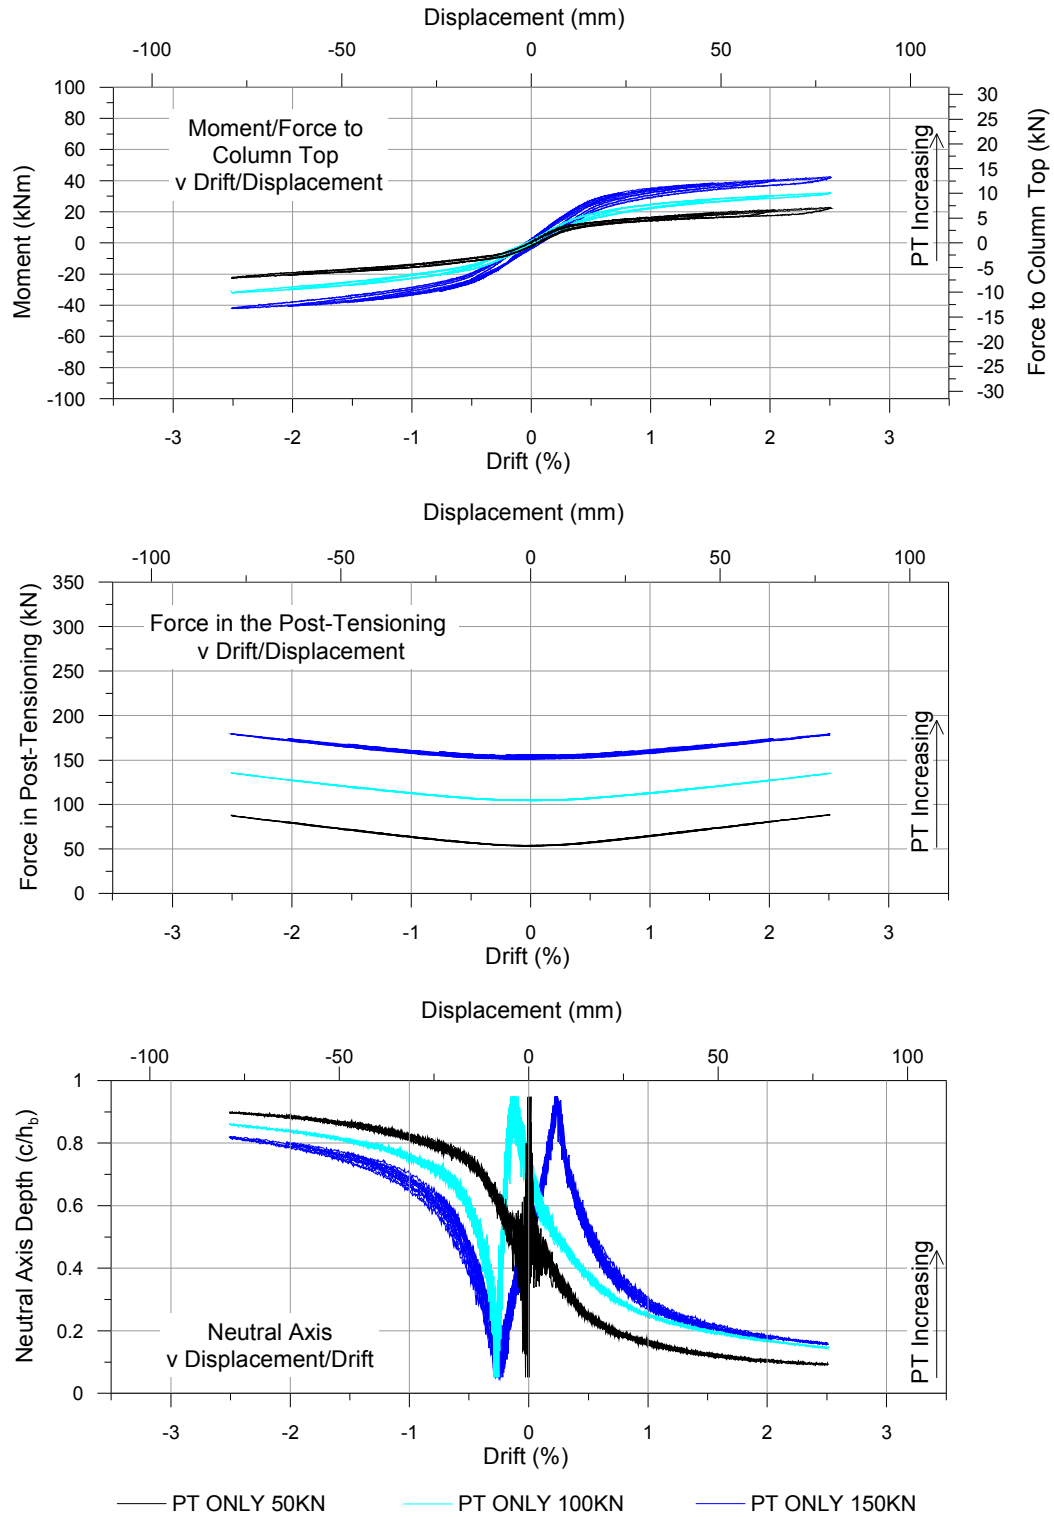 Displacement (mm)
-100 -50 0 50 100
100
80
60
40
20
0
-20
-40
-60
-80
-100
Moment (kNm)
Moment/Force to
Column Top
v Drift/Displacement
PT Increasing
30
25
20
15
10
5
0
-5
-10
-15
-20
-25
-30
Force to Column Top (kN)
-3 -2 -1 0 1 2 3
Drift (%)
Displacement (mm)
-100 -50 0 50 100
350
300
250
200
150
100
50
0
Force in Post-Tensioning (kN)
Force in the Post-Tensioning
v Drift/Displacement
PT Increasing
-3 -2 -1 0 1 2 3
Drift (%)
Displacement (mm)
-100 -50 0 50 100
1
0.8
0.6
0.4
0.2
0
Neutral Axis Depth (c/h_b)
Neutral Axis
v Displacement/Drift
PT Increasing
-3 -2 -1 0 1 2 3
Drift (%)
PT ONLY 50KN PT ONLY 100KN PT ONLY 150KN